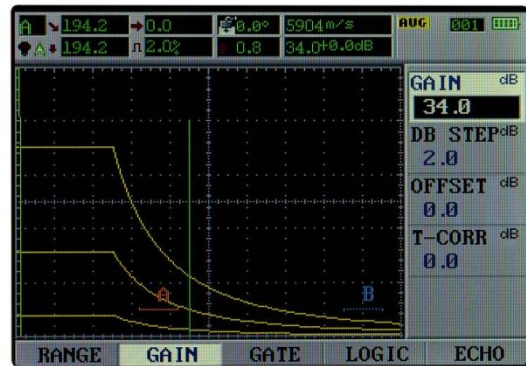 A 194.2 0.0 0.0° 5904m/s AUG 001
A 194.2 2.0% 0.8 34.0+0.0dB
GAIN dB
34.0
DB STEP dB
2.0
OFFSET dB
0.0
T-CORR dB
0.0
A B
RANGE GAIN GATE LOGIC ECHO